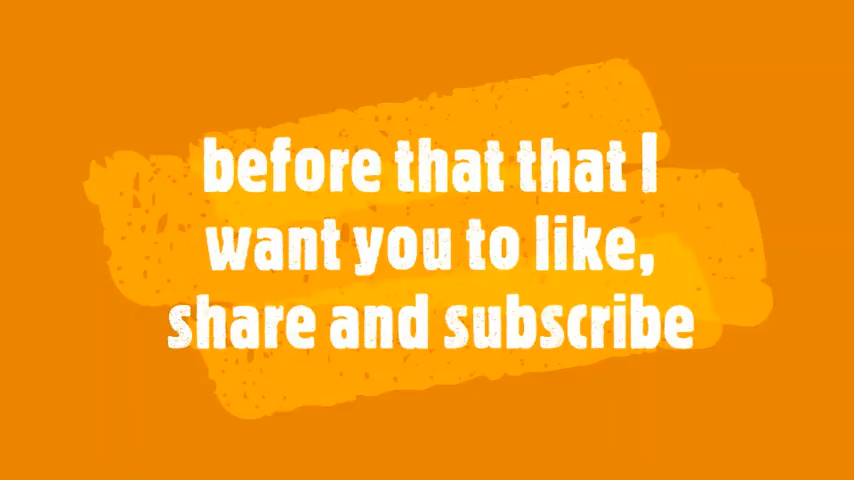 before that that I
want you to like,
share and subscribe